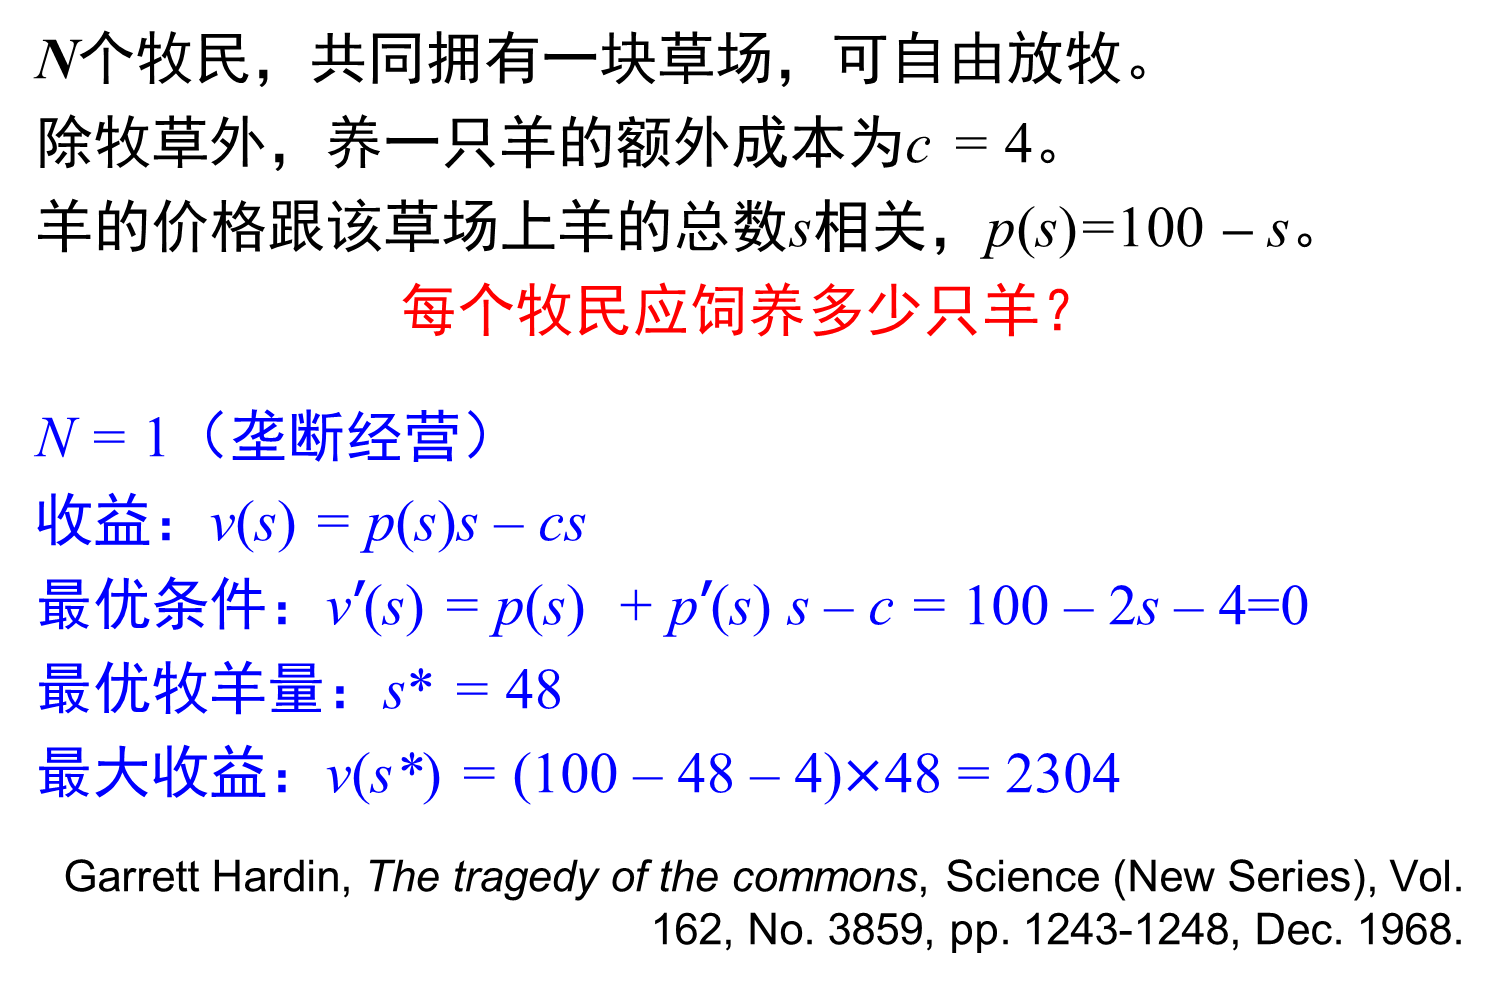 N个牧民，共同拥有一块草场，可自由放牧。
除牧草外，养一只羊的额外成本为c = 4。
羊的价格跟该草场上羊的总数s相关，p(s)=100 – s。
每个牧民应饲养多少只羊？
N = 1（垄断经营）
收益：v(s) = p(s)s – cs
最优条件：v′(s) = p(s) + p′(s) s – c = 100 – 2s – 4=0
最优牧羊量：s* = 48
最大收益：v(s*) = (100 – 48 – 4)×48 = 2304
Garrett Hardin, The tragedy of the commons, Science (New Series), Vol.
162, No. 3859, pp. 1243-1248, Dec. 1968.